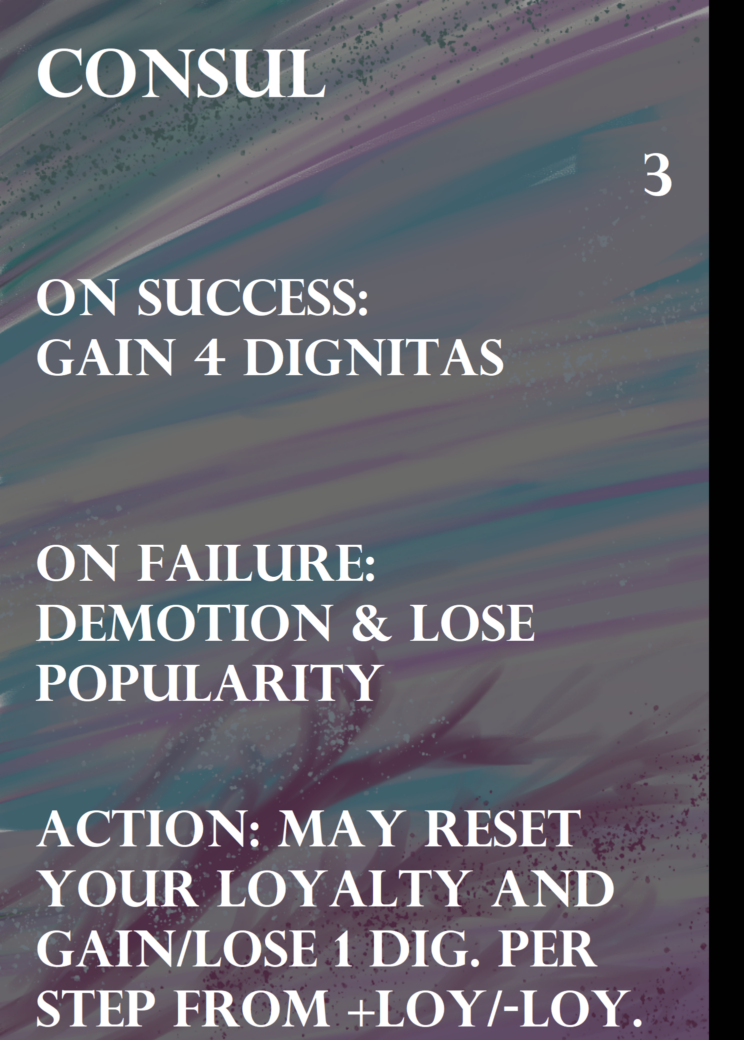 CONSUL
3
ON SUCCESS:
GAIN 4 DIGNITAS
ON FAILURE:
DEMOTION & LOSE
POPULARITY
ACTION: MAY RESET
YOUR LOYALTY AND
GAIN/LOSE 1 DIG. PER
STEP FROM +LOY/-LOY.